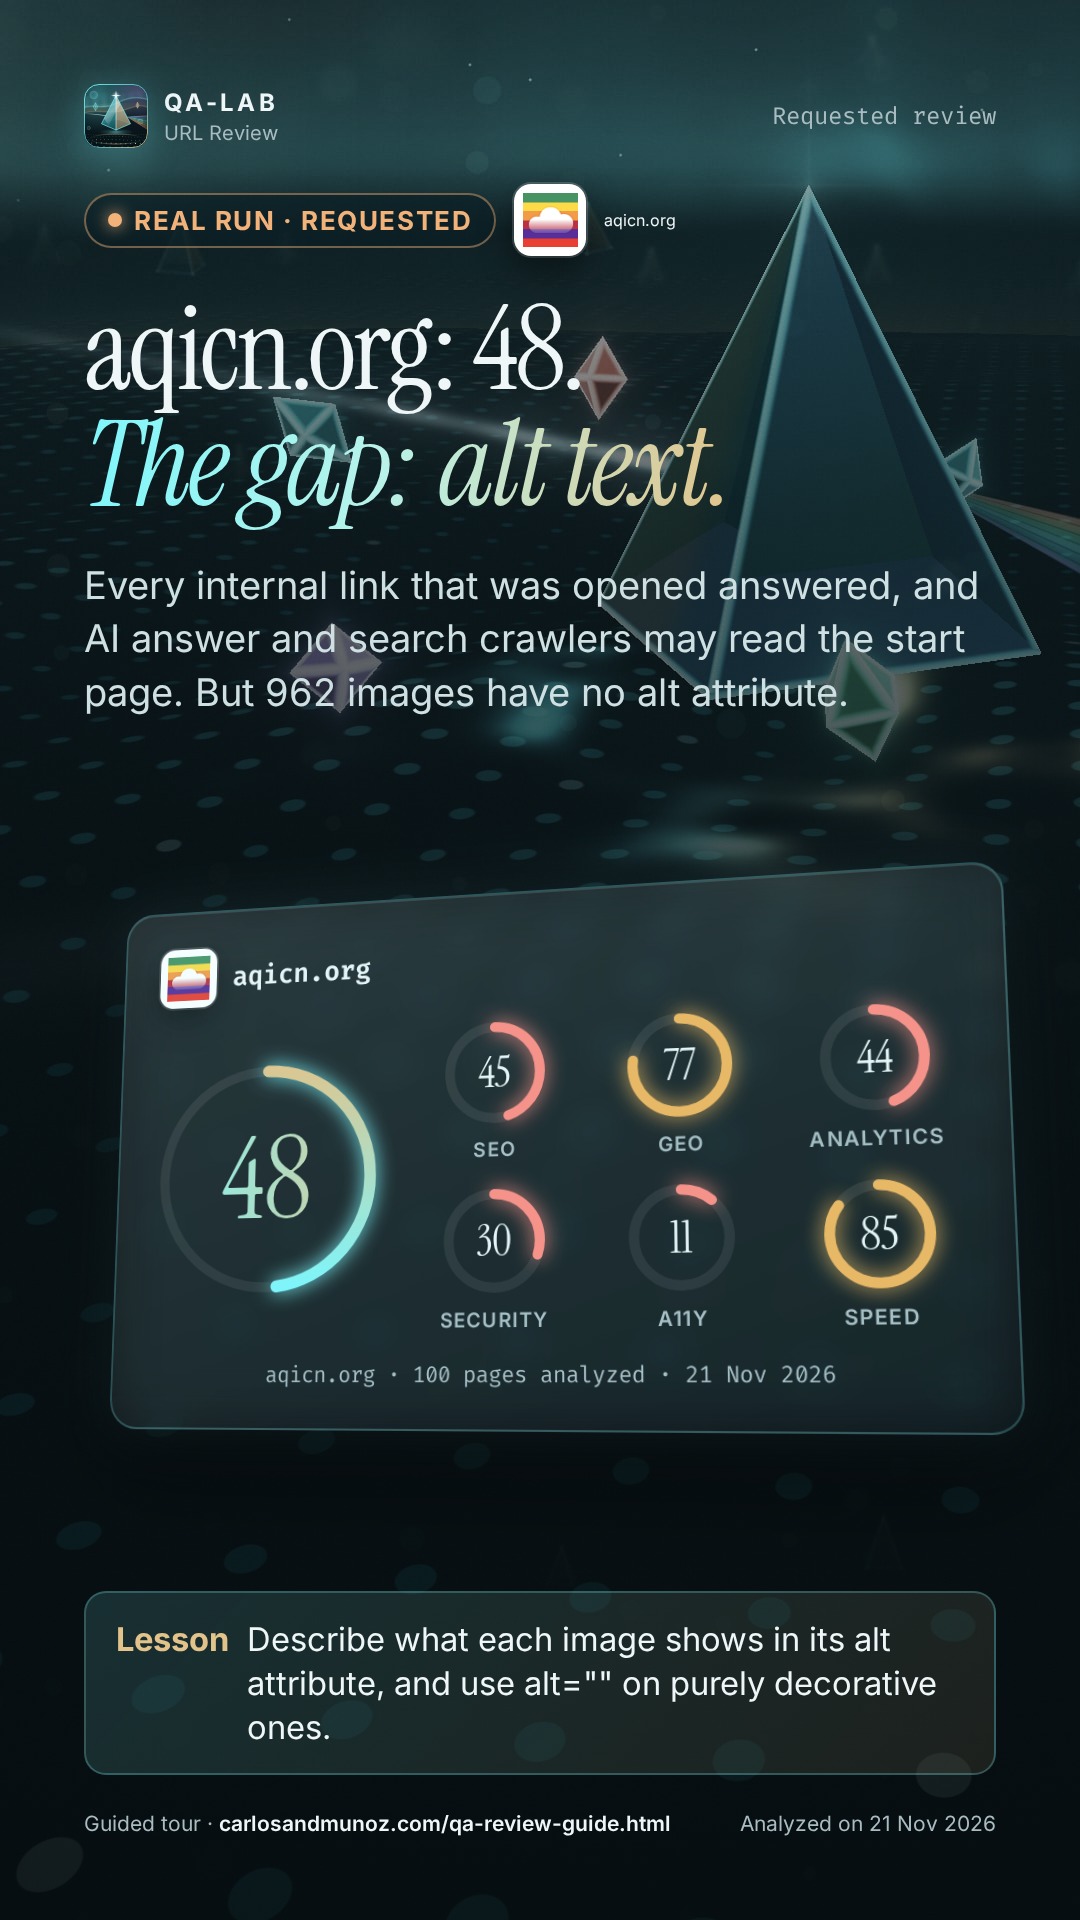 QA-LAB
URL Review
Requested review
REAL RUN · REQUESTED
aqicn.org
aqicn.org: 48.
The gap: alt text.
Every internal link that was opened answered, and
AI answer and search crawlers may read the start
page. But 962 images have no alt attribute.
aqicn.org
48
45
SEO
77
GEO
44
ANALYTICS
30
SECURITY
11
A11Y
85
SPEED
aqicn.org · 100 pages analyzed · 21 Nov 2026
Lesson Describe what each image shows in its alt
attribute, and use alt="" on purely decorative
ones.
Guided tour · carlosandmunoz.com/qa-review-guide.html
Analyzed on 21 Nov 2026